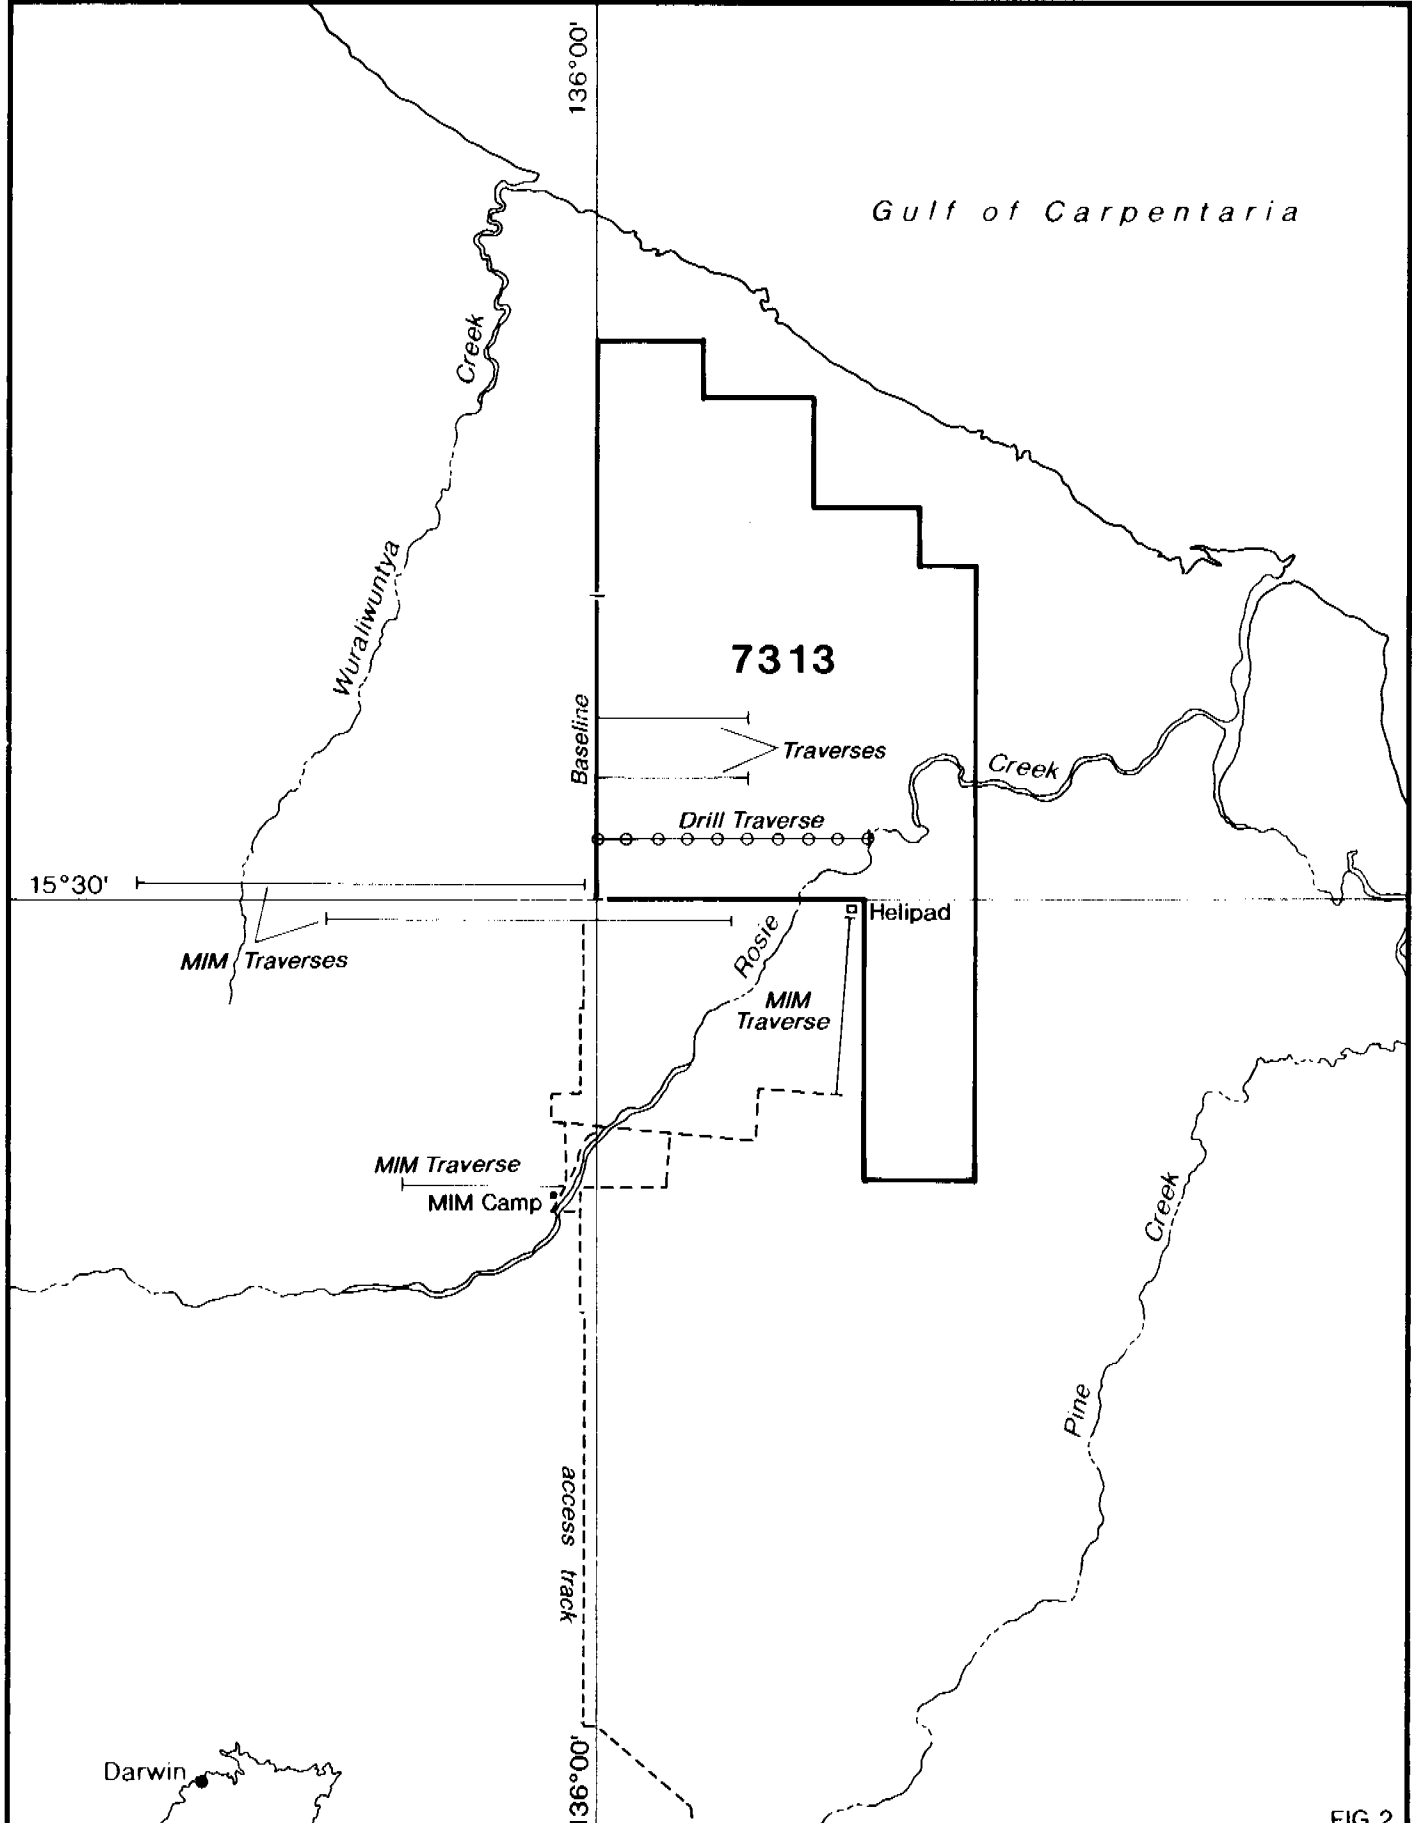 136°00'
Gulf of Carpentaria
Creek
Wuraliwuntya
7313
Baseline
Traverses
Creek
Drill Traverse
15°30'
Helipad
MIM Traverses
Rosie
MIM
Traverse
MIM Traverse
MIM Camp
Creek
Pine
access track
136°00'
Darwin
FIG 2